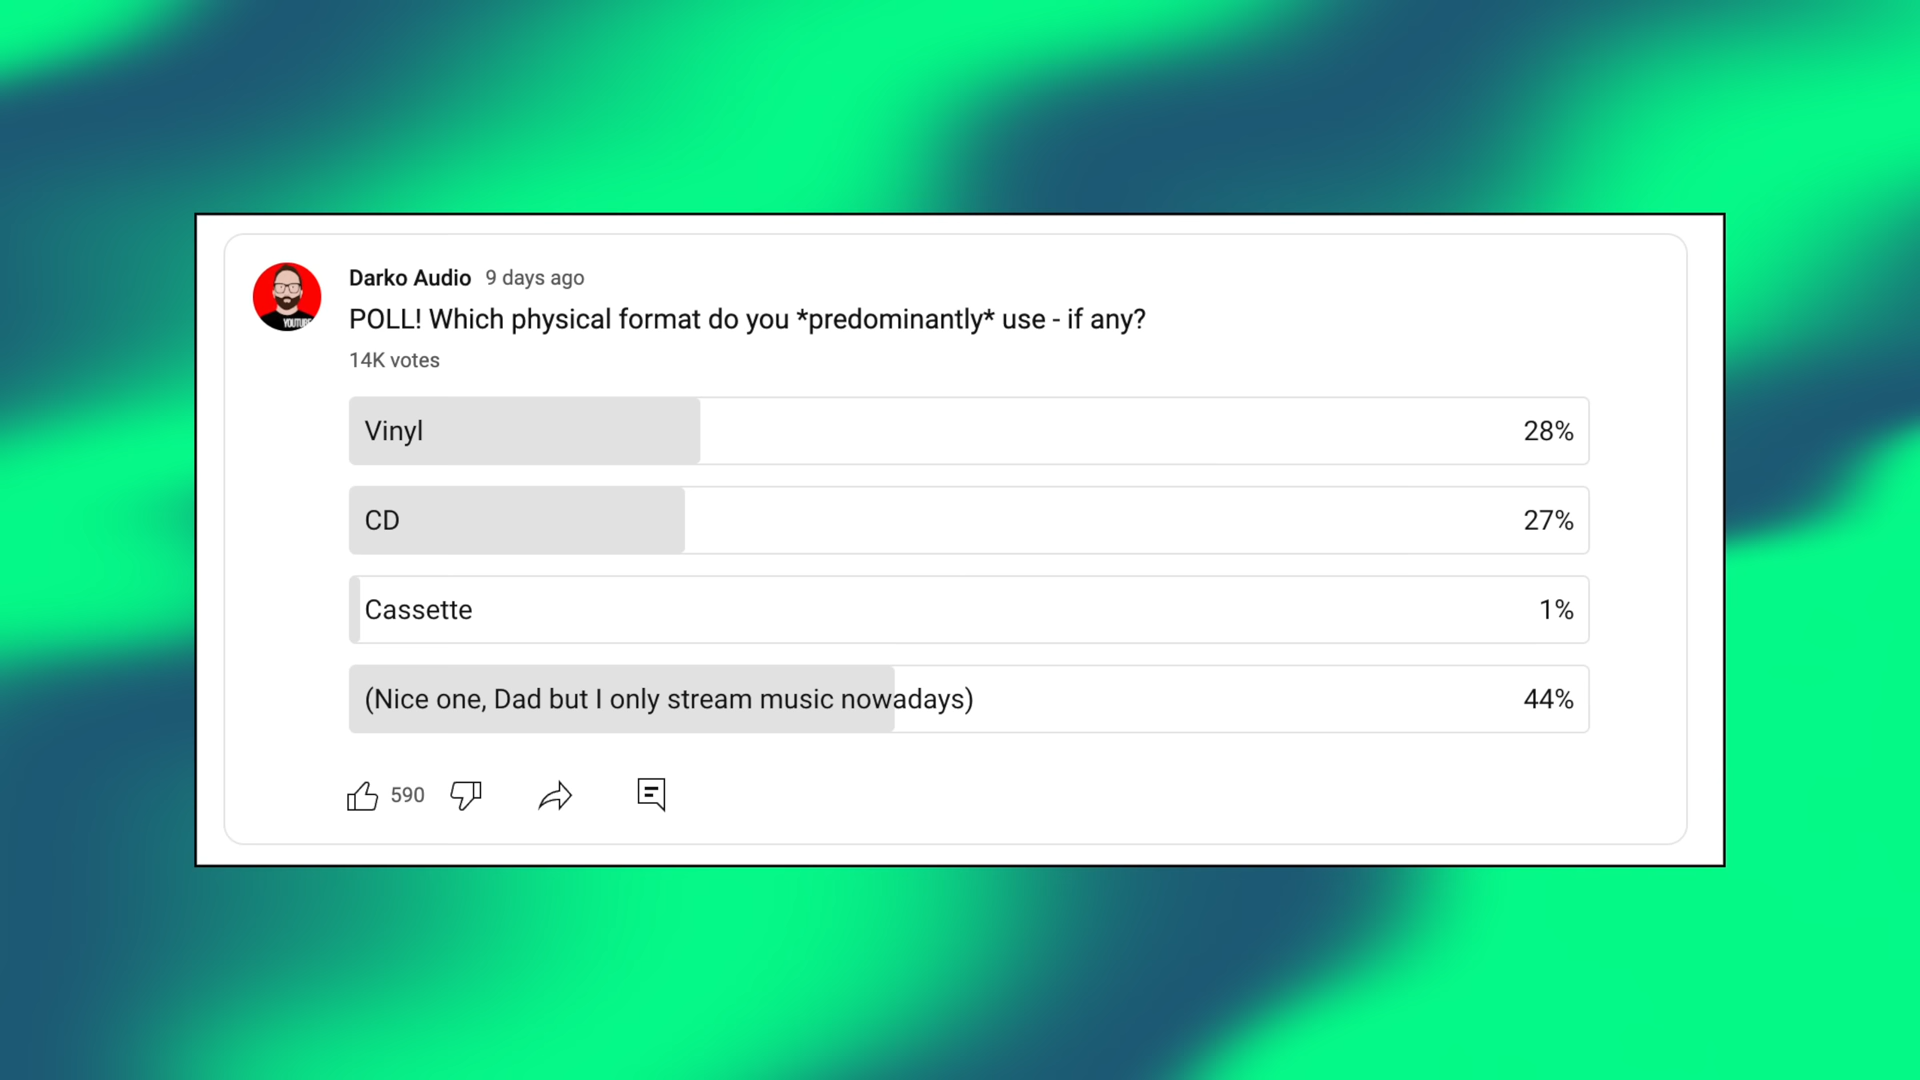 Darko Audio 9 days ago
POLL! Which physical format do you *predominantly* use - if any?
14K votes
Vinyl 28%
CD 27%
Cassette 1%
(Nice one, Dad but I only stream music nowadays) 44%
590